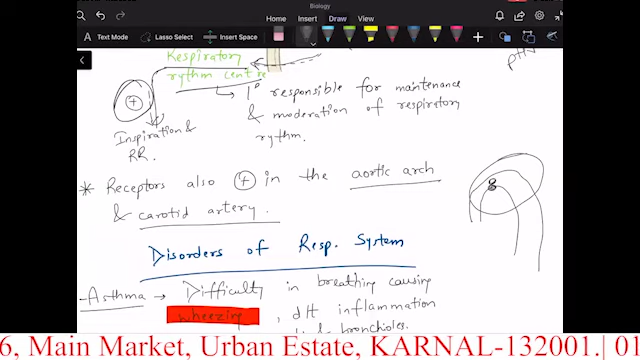 Biology
Home Insert Draw View
Text Mode Lasso Select Insert Space
Respiratory
rythm centre
→ 1° responsible for maintenance
& moderation of respiratory
rythm.
+
Inspiration &
RR.
* Receptors also + in the aortic arch
& carotid artery.
Disorders of Resp. System
- Asthma → Difficulty in breathing causing
wheezing, dt inflammation
bronchioles.
6, Main Market, Urban Estate, KARNAL-132001.| 01